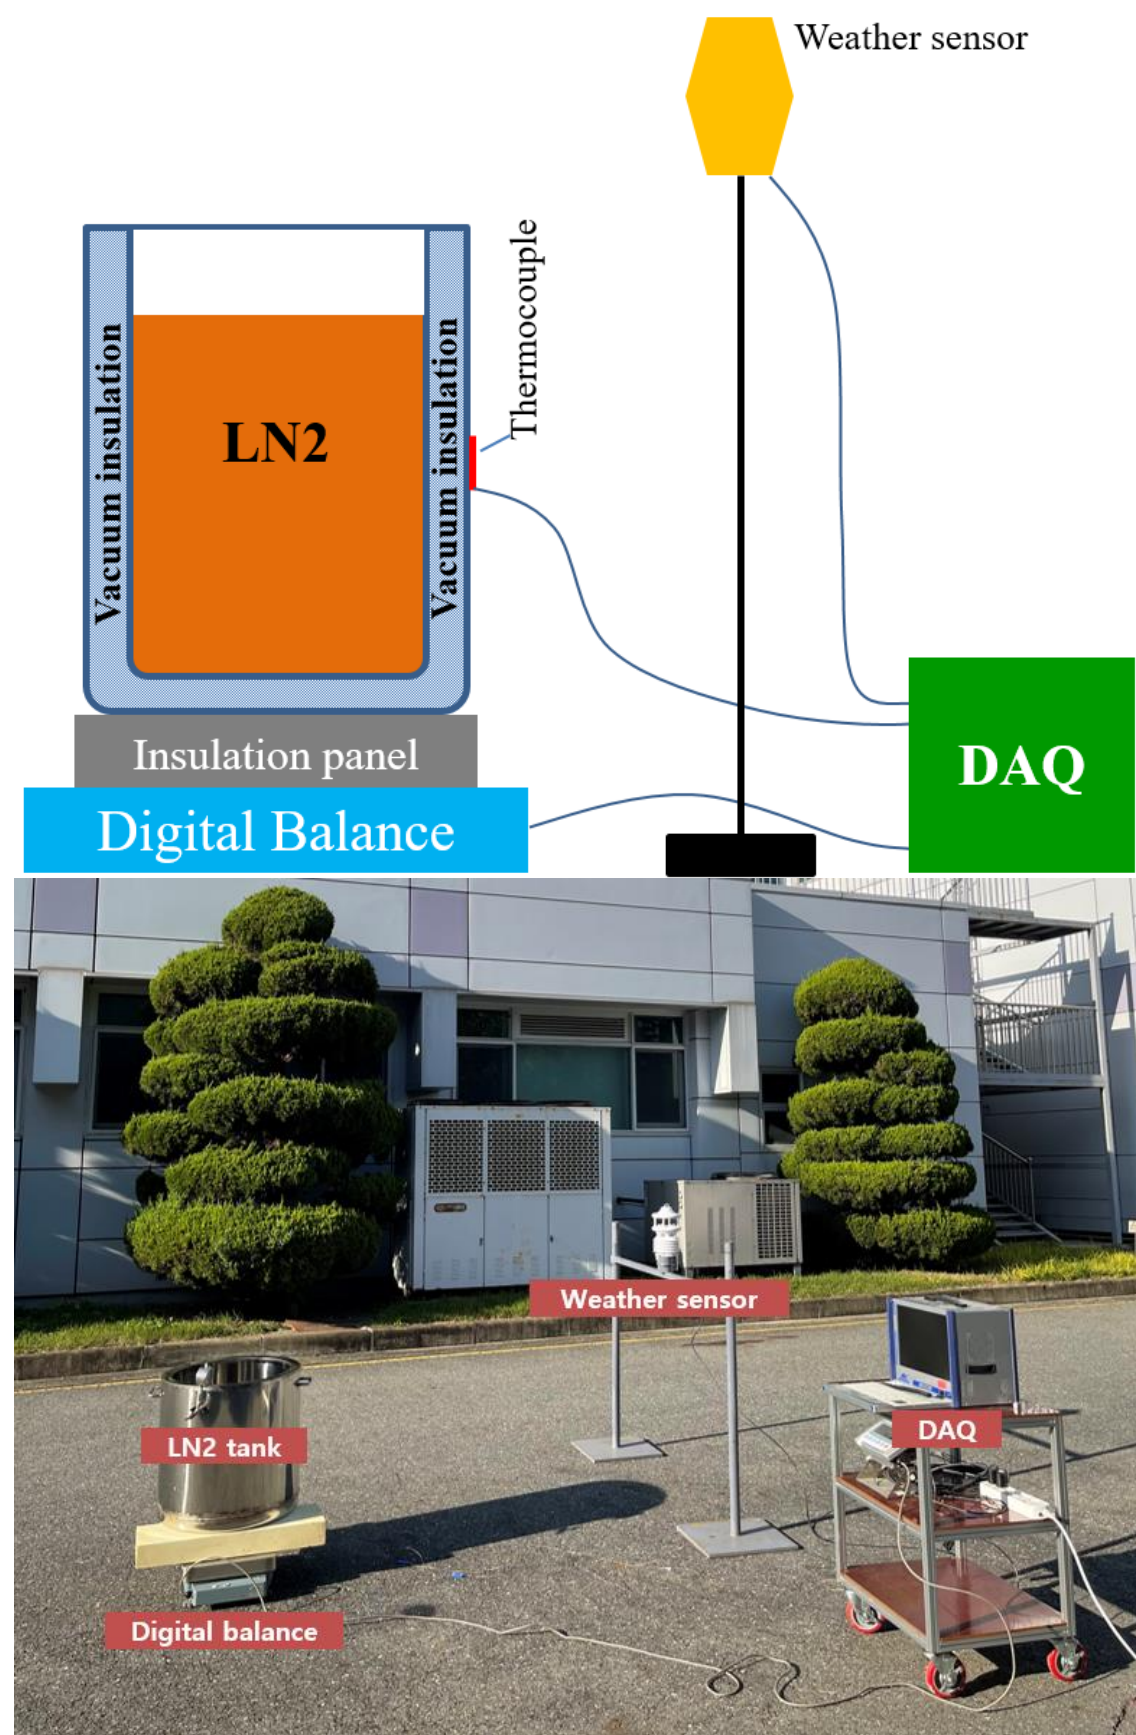 Weather sensor
Thermocouple
Vacuum insulation
LN2
Vacuum insulation
Insulation panel
Digital Balance
DAQ
Weather sensor
LN2 tank
DAQ
Digital balance